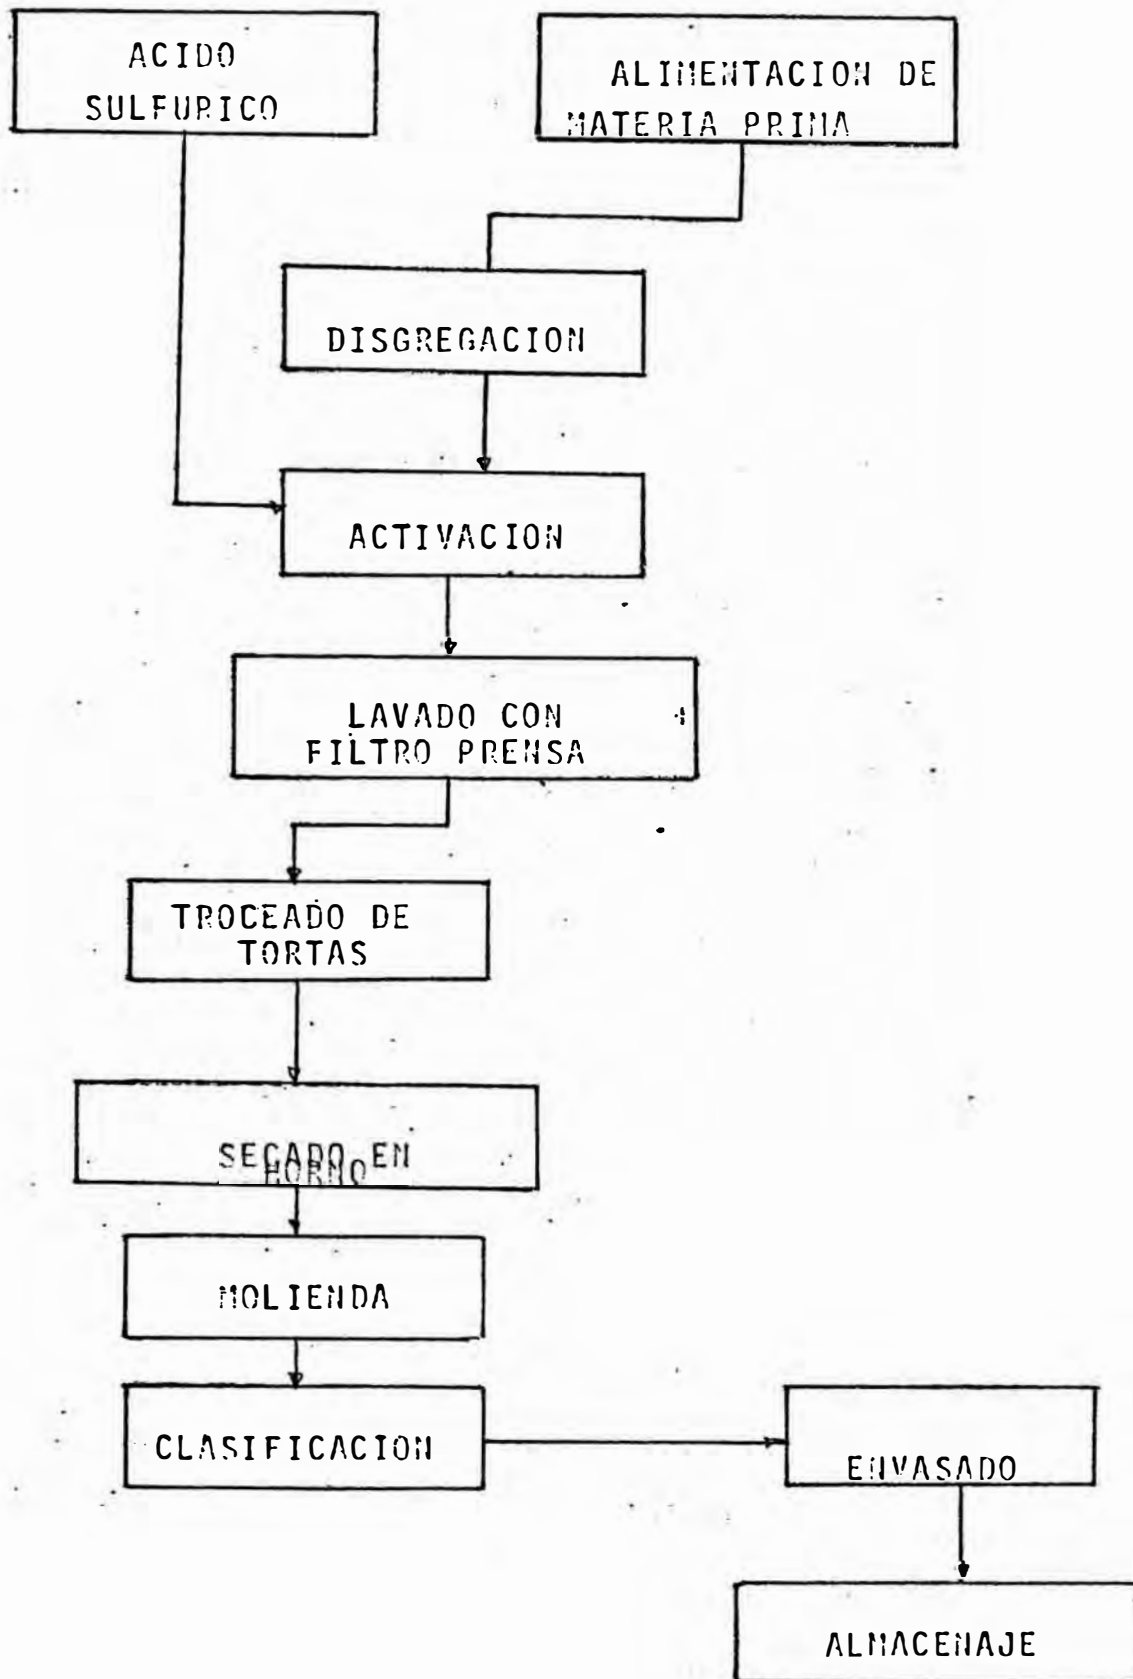 ACIDO
SULFURICO
ALIMENTACION DE
MATERIA PRIMA
DISGREGACION
ACTIVACION
LAVADO CON
FILTRO PRENSA
TROCEADO DE
TORTAS
SECADO EN
HORNO
MOLIENDA
CLASIFICACION
ENVASADO
ALMACENAJE